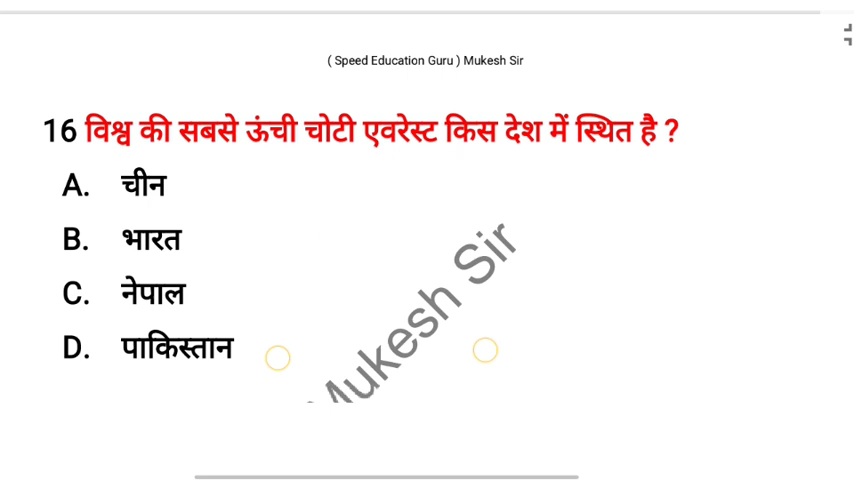 ( Speed Education Guru ) Mukesh Sir
16 विश्व की सबसे ऊंची चोटी एवरेस्ट किस देश में स्थित है ?
A. चीन
B. भारत
C. नेपाल
D. पाकिस्तान
Mukesh Sir